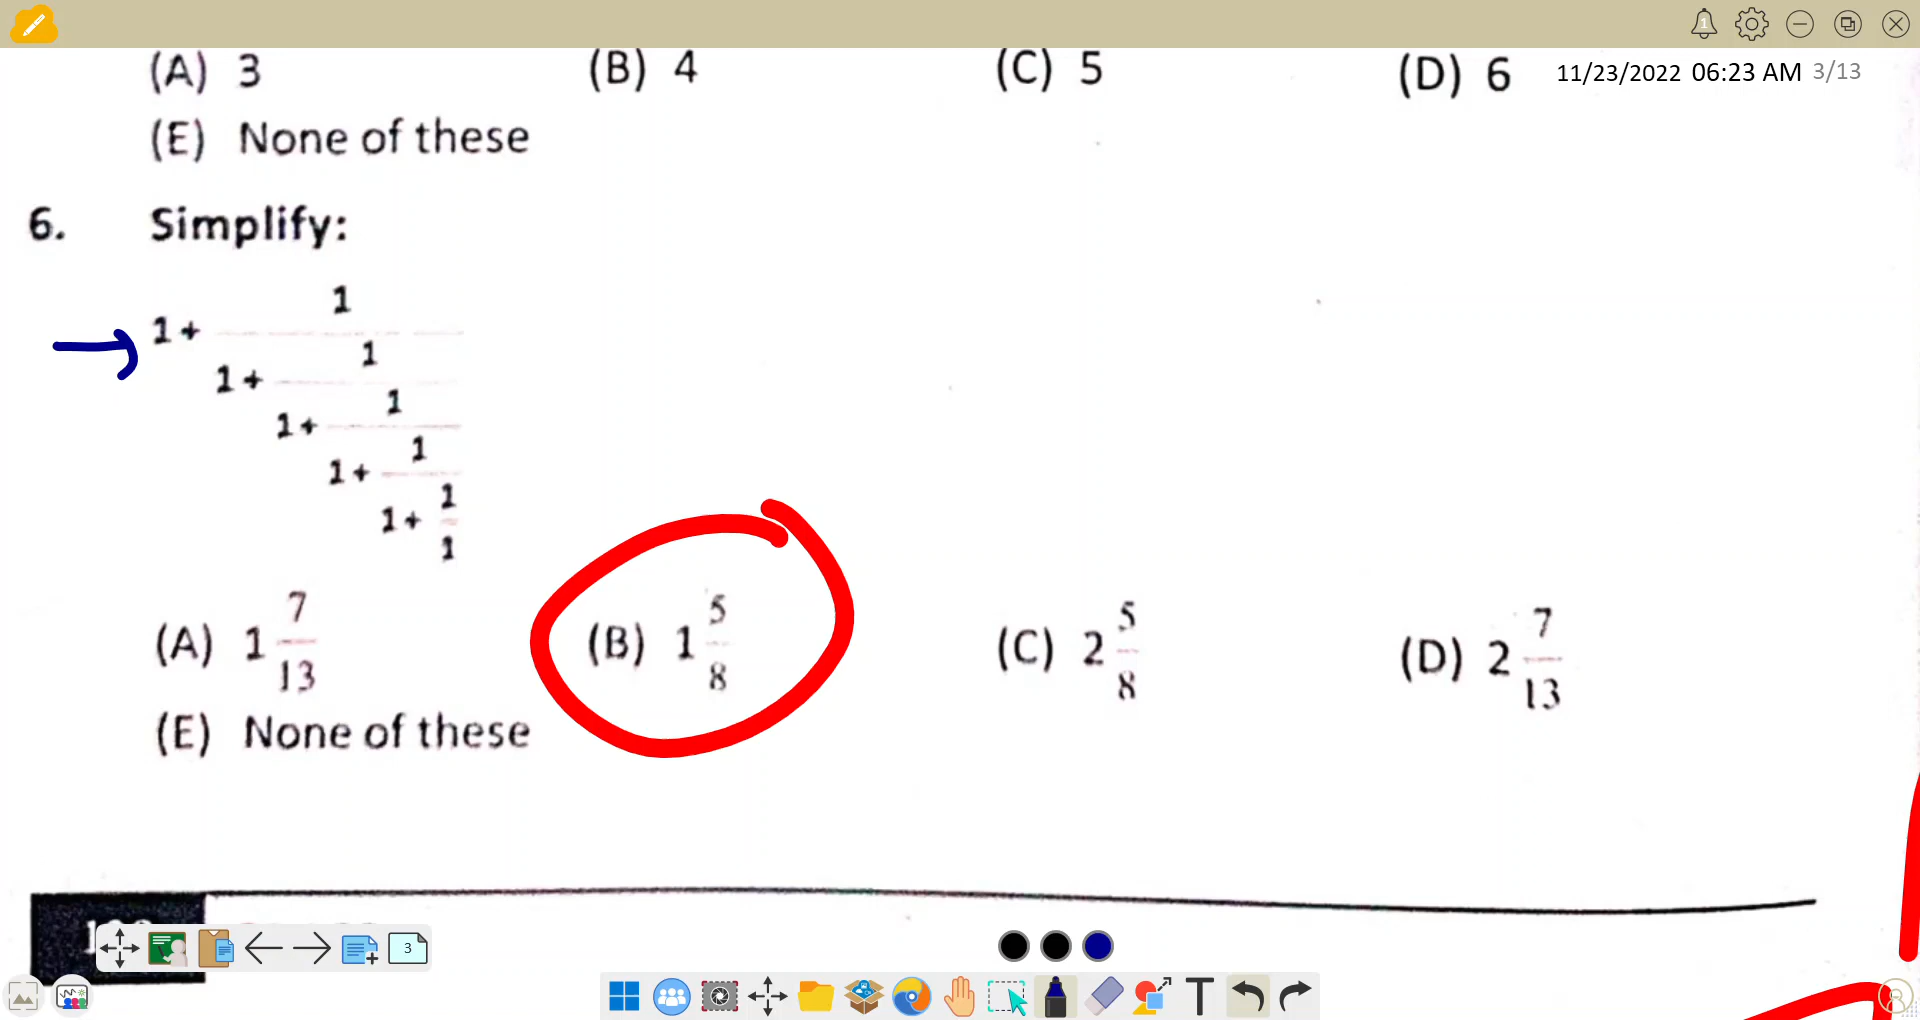 (A) 3 (B) 4 (C) 5 (D) 6 11/23/2022 06:23 AM 3/13
(E) None of these
6. Simplify:
1
1 +
1
1 +
1
1 +
1
1 +
1
1 +
1
(A) 1 7/13 (B) 1 5/8 (C) 2 5/8 (D) 2 7/13
(E) None of these
3
T